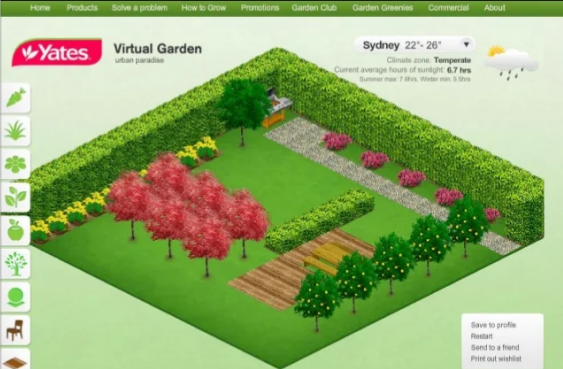 Home Products Solve a problem How to Grow Promotions Garden Club Garden Greenies Commercial About
Yates
Virtual Garden
urban paradise
Sydney 22°- 26°
Climate zone: Temperate
Current average hours of sunlight: 6.7 hrs
Summer max: 7.8hrs, Winter min: 5.5hrs
Save to profile
Restart
Send to a friend
Print out wishlist